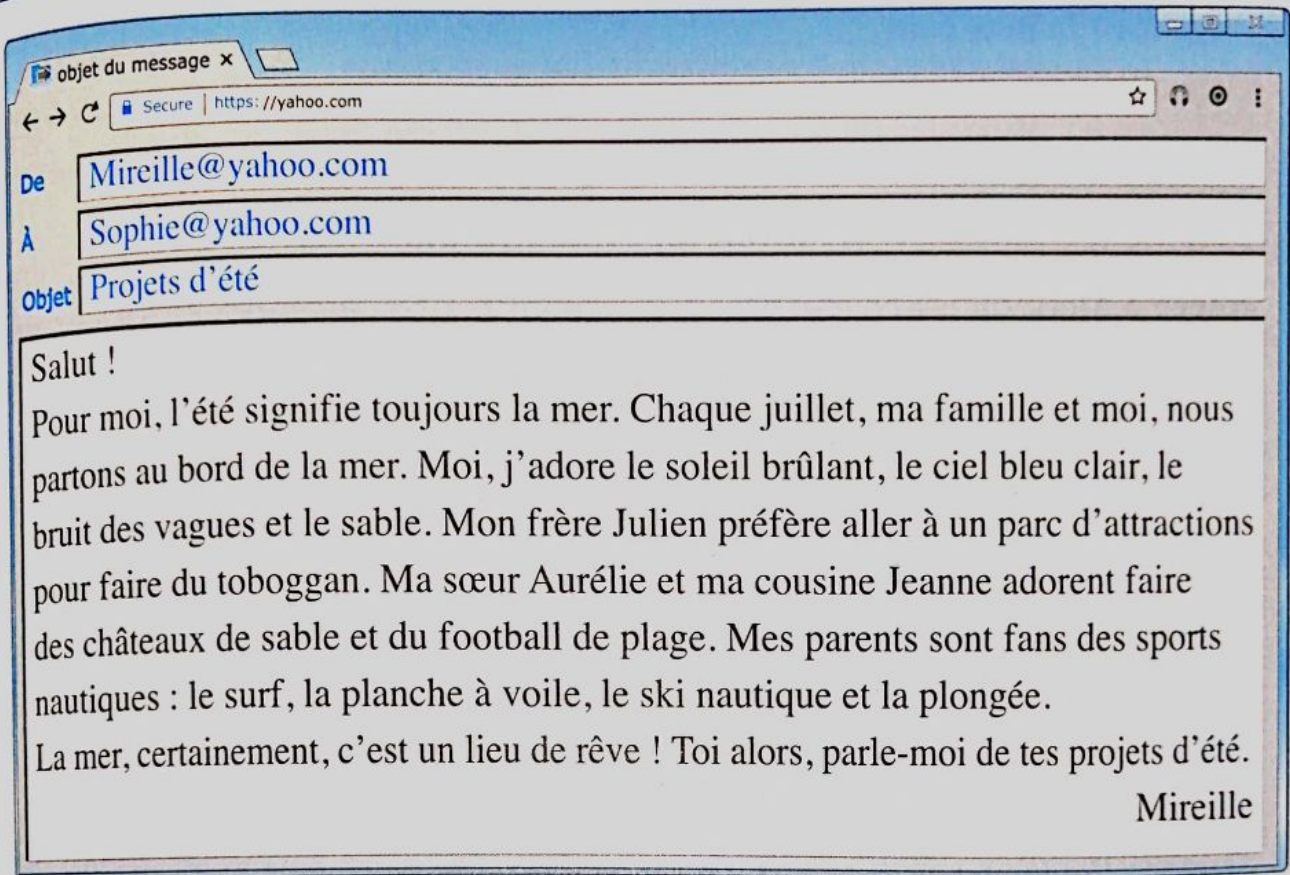 objet du message ×
Secure | https://yahoo.com
De Mireille@yahoo.com
À Sophie@yahoo.com
Objet Projets d'été
Salut !
Pour moi, l'été signifie toujours la mer. Chaque juillet, ma famille et moi, nous
partons au bord de la mer. Moi, j'adore le soleil brûlant, le ciel bleu clair, le
bruit des vagues et le sable. Mon frère Julien préfère aller à un parc d'attractions
pour faire du toboggan. Ma sœur Aurélie et ma cousine Jeanne adorent faire
des châteaux de sable et du football de plage. Mes parents sont fans des sports
nautiques : le surf, la planche à voile, le ski nautique et la plongée.
La mer, certainement, c'est un lieu de rêve ! Toi alors, parle-moi de tes projets d'été.
Mireille